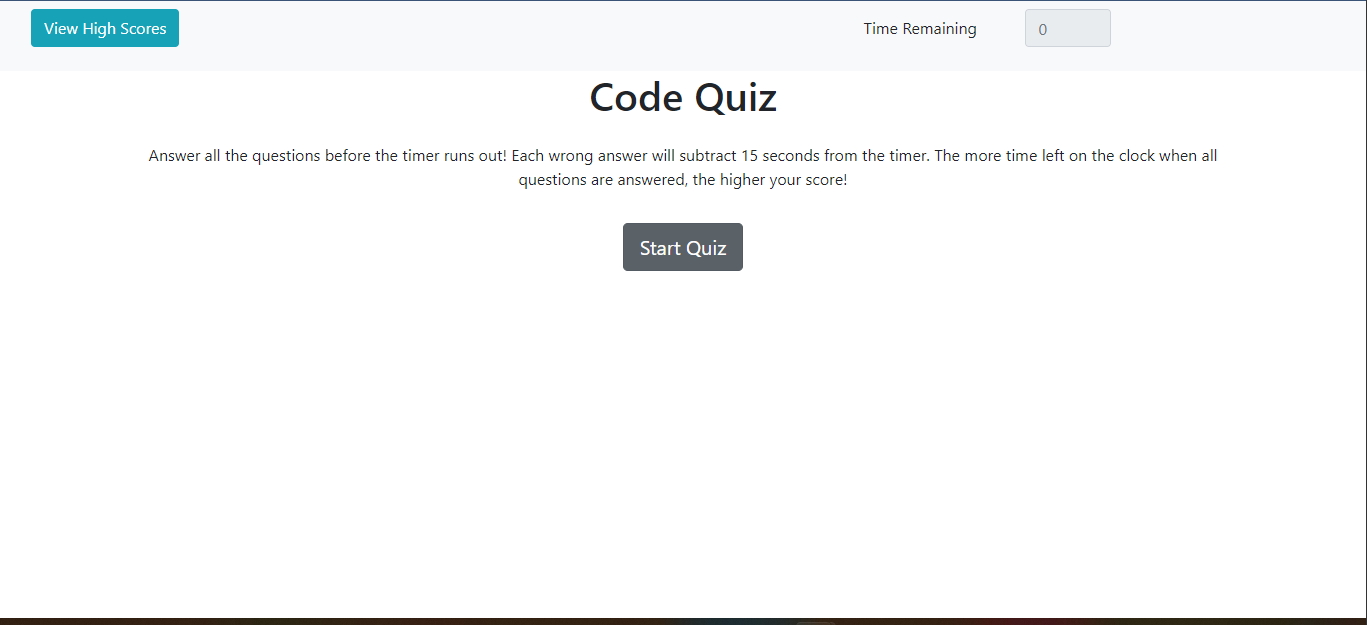 View High Scores
Time Remaining
0
Code Quiz
Answer all the questions before the timer runs out! Each wrong answer will subtract 15 seconds from the timer. The more time left on the clock when all
questions are answered, the higher your score!
Start Quiz